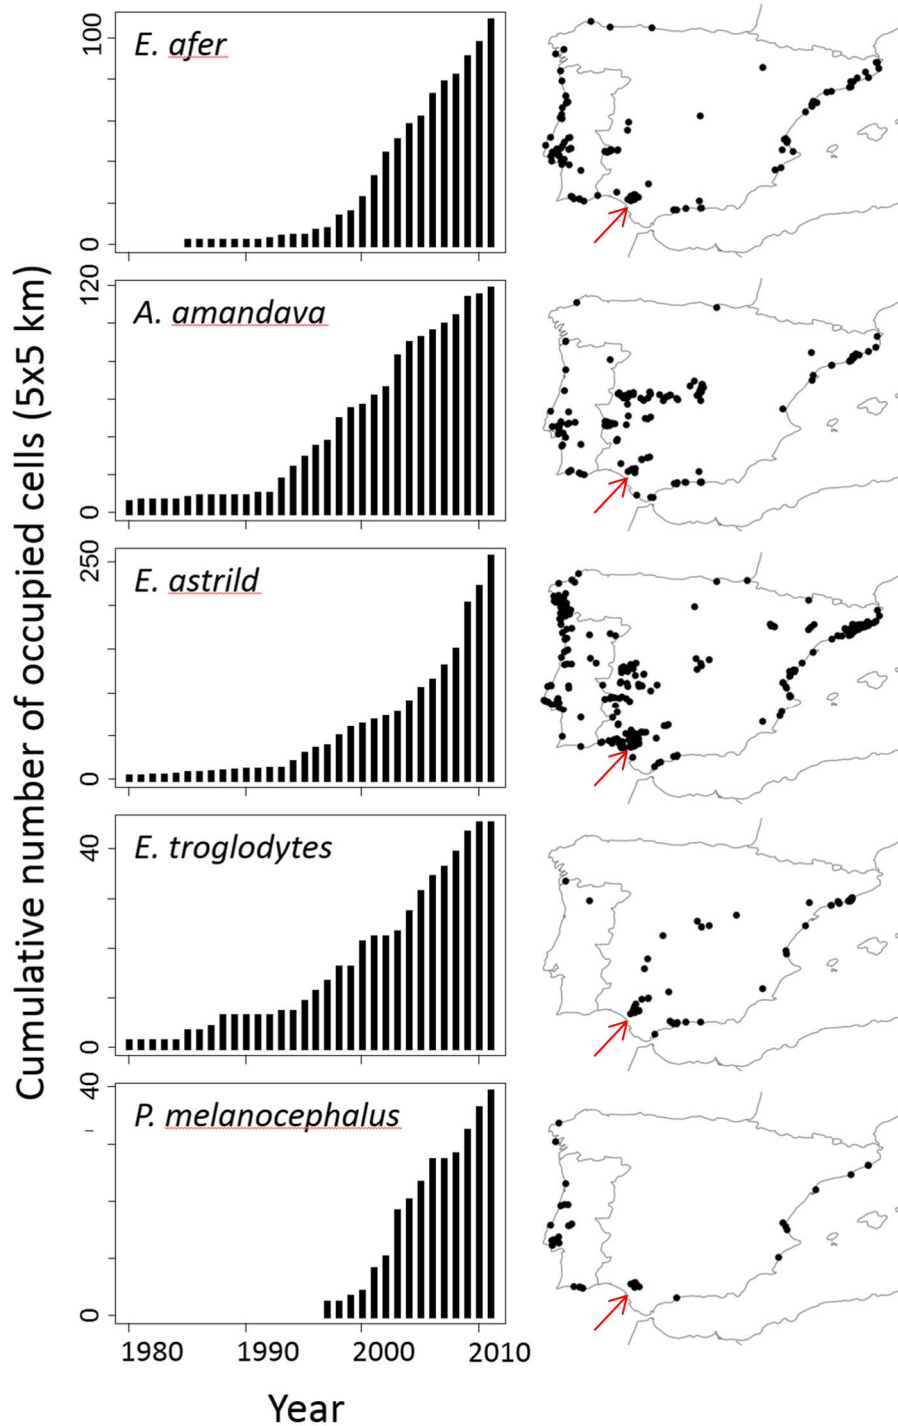 Cumulative number of occupied cells (5x5 km)
E. afer
100
0
A. amandava
120
0
E. astrild
250
0
E. troglodytes
40
0
P. melanocephalus
40
0
1980 1990 2000 2010
Year